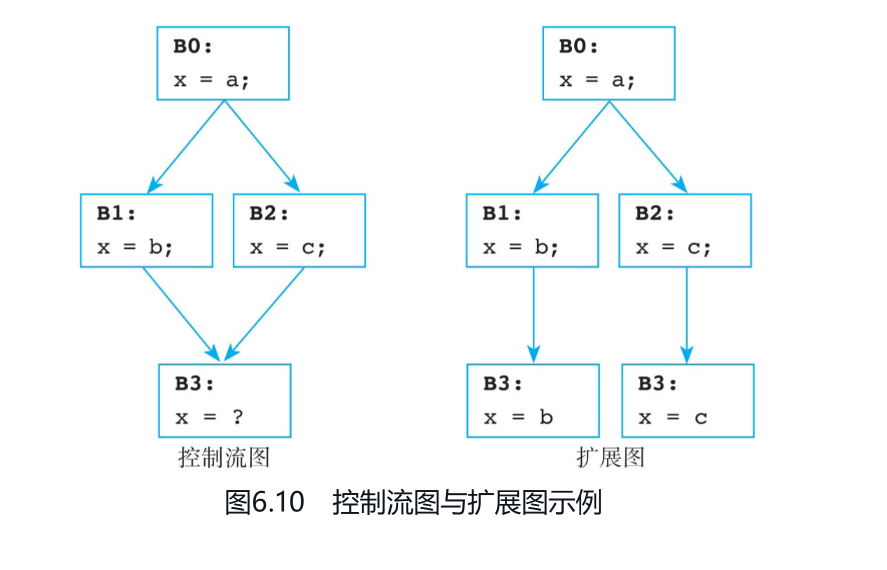 B0:
x = a;
B1:
x = b;
B2:
x = c;
B3:
x = ?
控制流图
B0:
x = a;
B1:
x = b;
B2:
x = c;
B3:
x = b
B3:
x = c
扩展图
图6.10 控制流图与扩展图示例